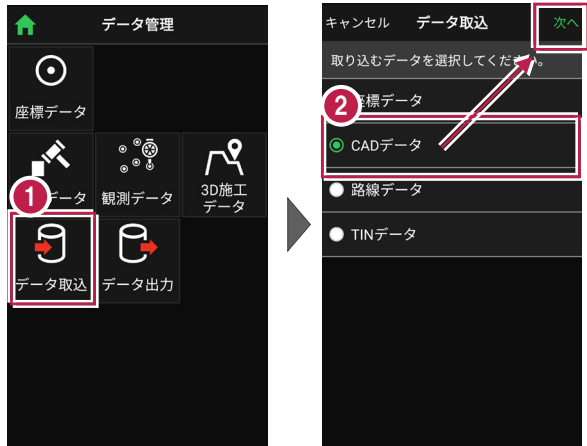 データ管理
座標データ
データ
観測データ
3D施工
データ
1
データ取込
データ出力
キャンセル
データ取込
次へ
取り込むデータを選択してください。
2
座標データ
CADデータ
路線データ
TINデータ